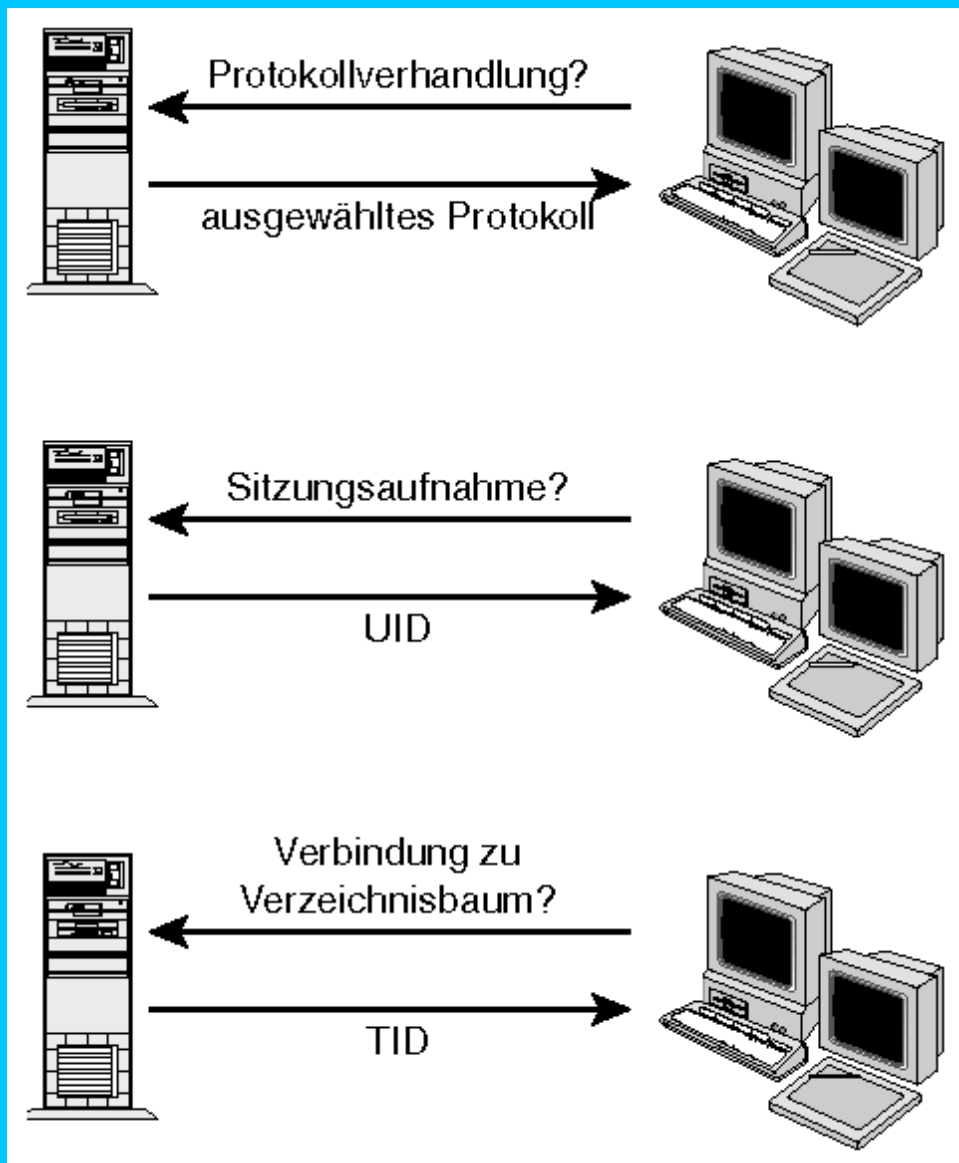 Protokollverhandlung?
ausgewähltes Protokoll
Sitzungsaufnahme?
UID
Verbindung zu
Verzeichnisbaum?
TID